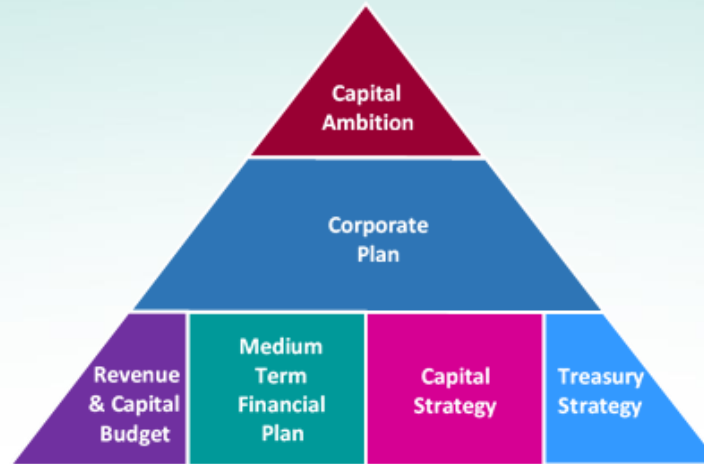 Capital
Ambition
Corporate
Plan
Revenue
& Capital
Budget
Medium
Term
Financial
Plan
Capital
Strategy
Treasury
Strategy